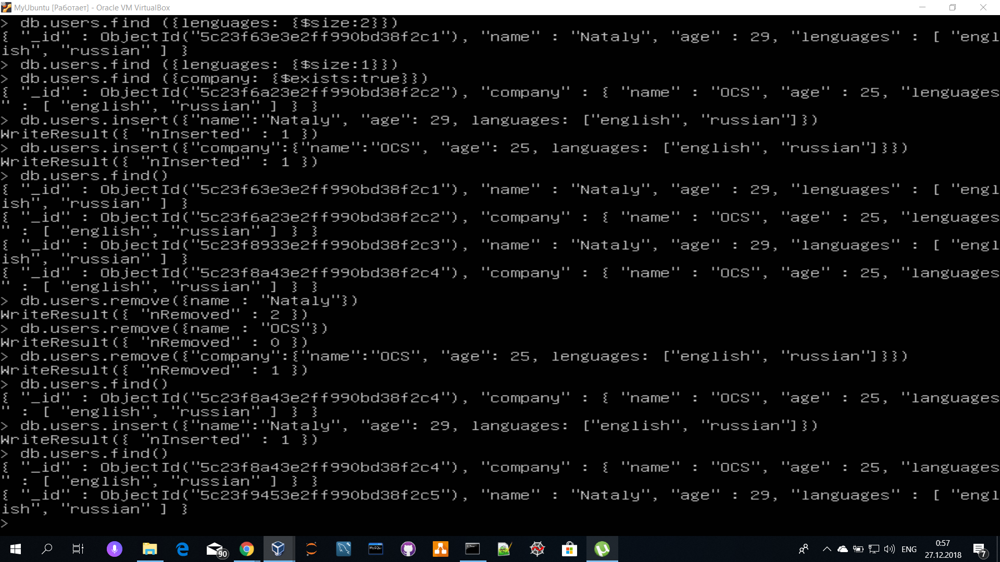 MyUbuntu [Работает] - Oracle VM VirtualBox
> db.users.find ({lenguages: {$size:2}})
{ "_id" : ObjectId("5c23f63e3e2ff990bd38f2c1"), "name" : "Nataly", "age" : 29, "lenguages" : [ "engl
ish", "russian" ] }
> db.users.find ({lenguages: {$size:1}})
> db.users.find ({company: {$exists:true}})
{ "_id" : ObjectId("5c23f6a23e2ff990bd38f2c2"), "company" : { "name" : "OCS", "age" : 25, "lenguages
" : [ "english", "russian" ] } }
> db.users.insert({"name":"Nataly", "age": 29, languages: ["english", "russian"]})
WriteResult({ "nInserted" : 1 })
> db.users.insert({"company":{"name":"OCS", "age": 25, languages: ["english", "russian"]}})
WriteResult({ "nInserted" : 1 })
> db.users.find()
{ "_id" : ObjectId("5c23f63e3e2ff990bd38f2c1"), "name" : "Nataly", "age" : 29, "lenguages" : [ "engl
ish", "russian" ] }
{ "_id" : ObjectId("5c23f6a23e2ff990bd38f2c2"), "company" : { "name" : "OCS", "age" : 25, "lenguages
" : [ "english", "russian" ] } }
{ "_id" : ObjectId("5c23f8933e2ff990bd38f2c3"), "name" : "Nataly", "age" : 29, "languages" : [ "engl
ish", "russian" ] }
{ "_id" : ObjectId("5c23f8a43e2ff990bd38f2c4"), "company" : { "name" : "OCS", "age" : 25, "languages
" : [ "english", "russian" ] } }
> db.users.remove({name : "Nataly"})
WriteResult({ "nRemoved" : 2 })
> db.users.remove({name : "OCS"})
WriteResult({ "nRemoved" : 0 })
> db.users.remove({"company":{"name":"OCS", "age": 25, lenguages: ["english", "russian"]}})
WriteResult({ "nRemoved" : 1 })
> db.users.find()
{ "_id" : ObjectId("5c23f8a43e2ff990bd38f2c4"), "company" : { "name" : "OCS", "age" : 25, "languages
" : [ "english", "russian" ] } }
> db.users.insert({"name":"Nataly", "age": 29, languages: ["english", "russian"]})
WriteResult({ "nInserted" : 1 })
> db.users.find()
{ "_id" : ObjectId("5c23f8a43e2ff990bd38f2c4"), "company" : { "name" : "OCS", "age" : 25, "languages
" : [ "english", "russian" ] } }
{ "_id" : ObjectId("5c23f9453e2ff990bd38f2c5"), "name" : "Nataly", "age" : 29, "languages" : [ "engl
ish", "russian" ] }
>
90
MySQL
ENG
0:57
27.12.2018
7